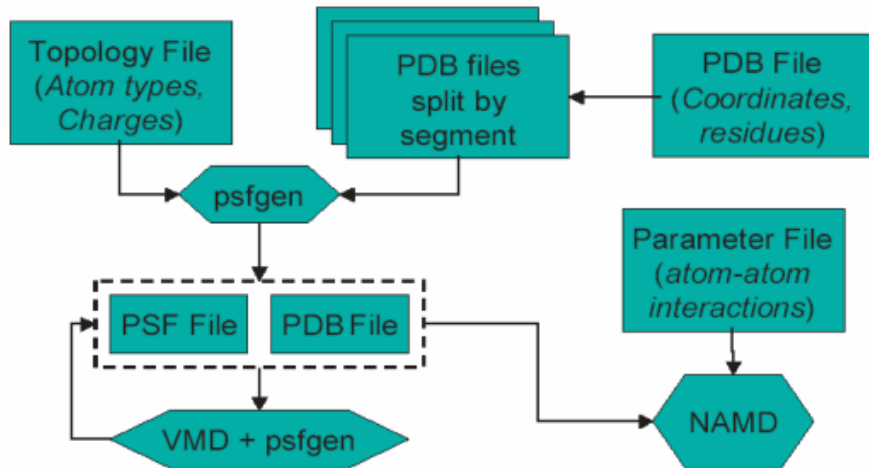 Topology File
(Atom types,
Charges)
PDB files
split by
segment
PDB File
(Coordinates,
residues)
psfgen
Parameter File
(atom-atom
interactions)
PSF File
PDB File
VMD + psfgen
NAMD